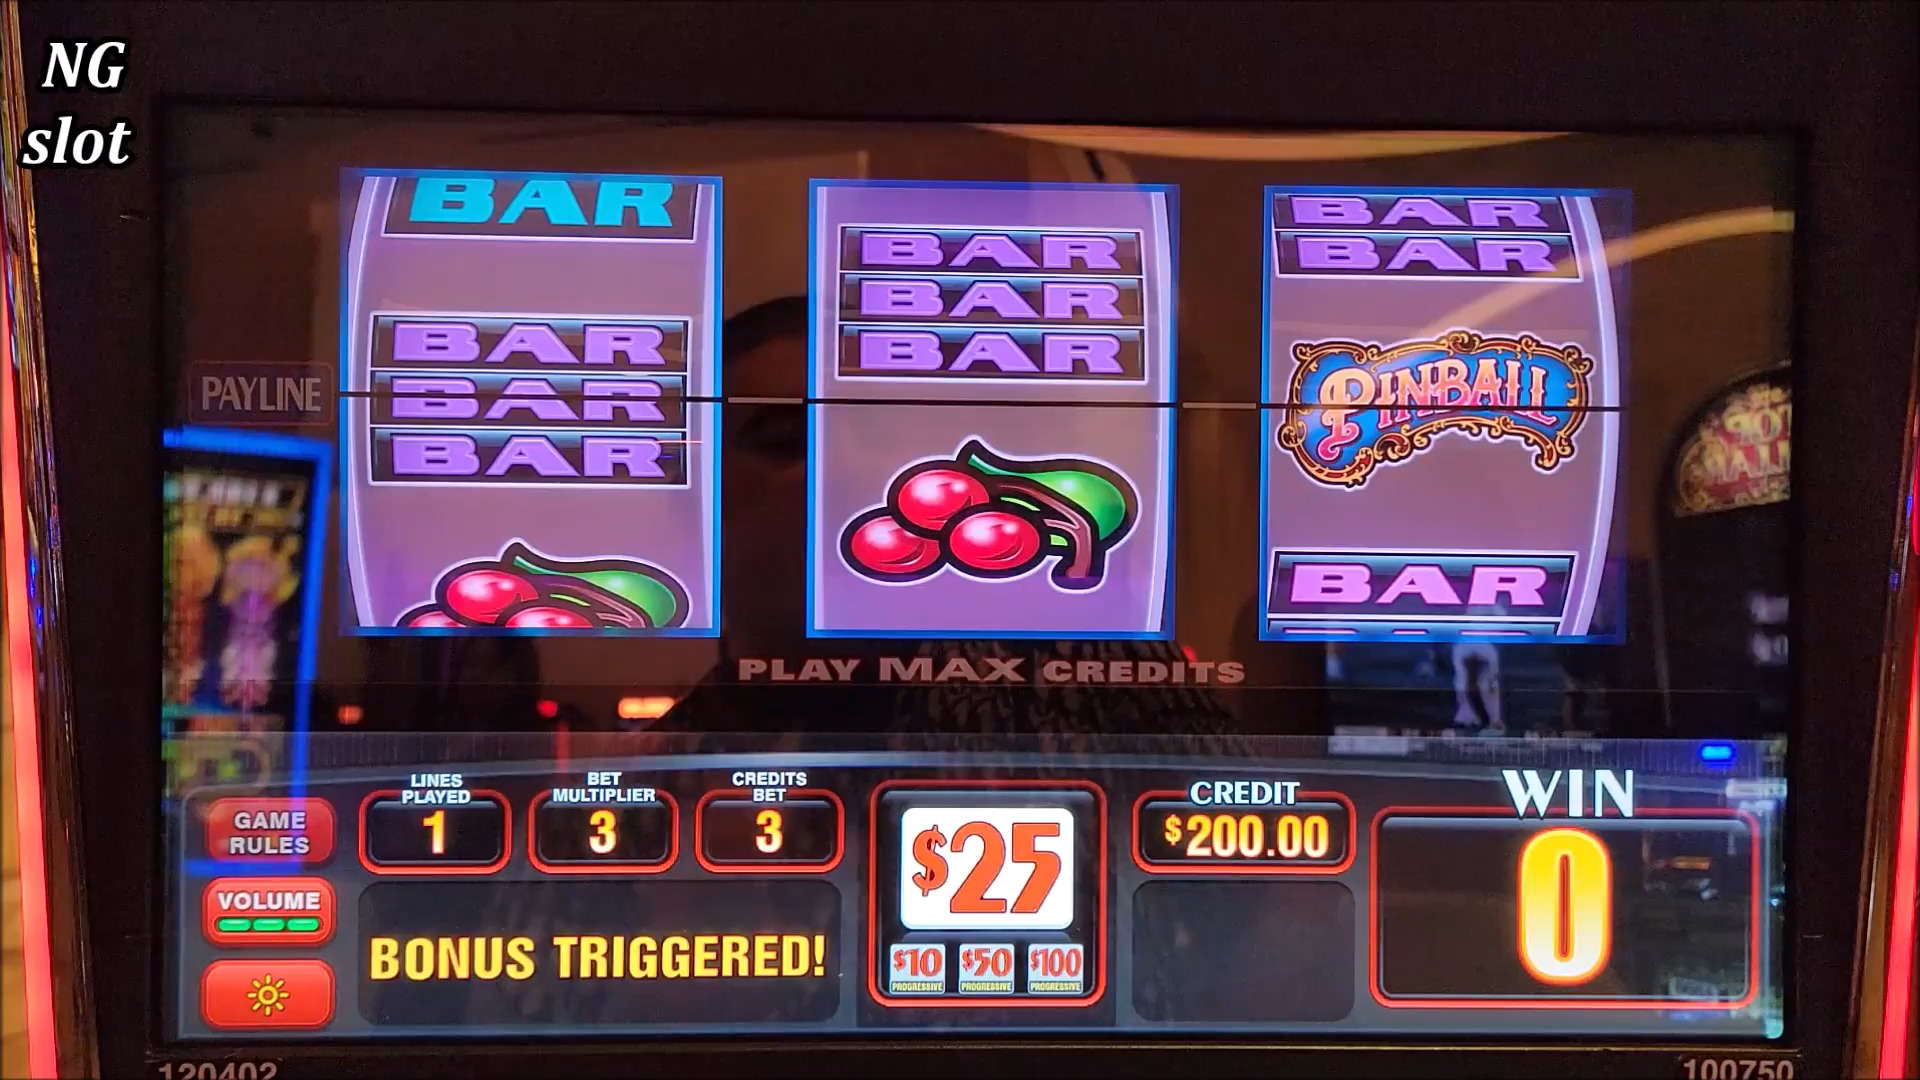 NG
slot
BAR
BAR
BAR
BAR
BAR
BAR
BAR
BAR
BAR
PAYLINE
PINBALL
BAR
PLAY MAX CREDITS
LINES
PLAYED
1
BET
MULTIPLIER
3
CREDITS
BET
3
$25
CREDIT
$200.00
WIN
0
GAME
RULES
VOLUME
BONUS TRIGGERED!
$10
PROGRESSIVE
$50
PROGRESSIVE
$100
PROGRESSIVE
120402
100750